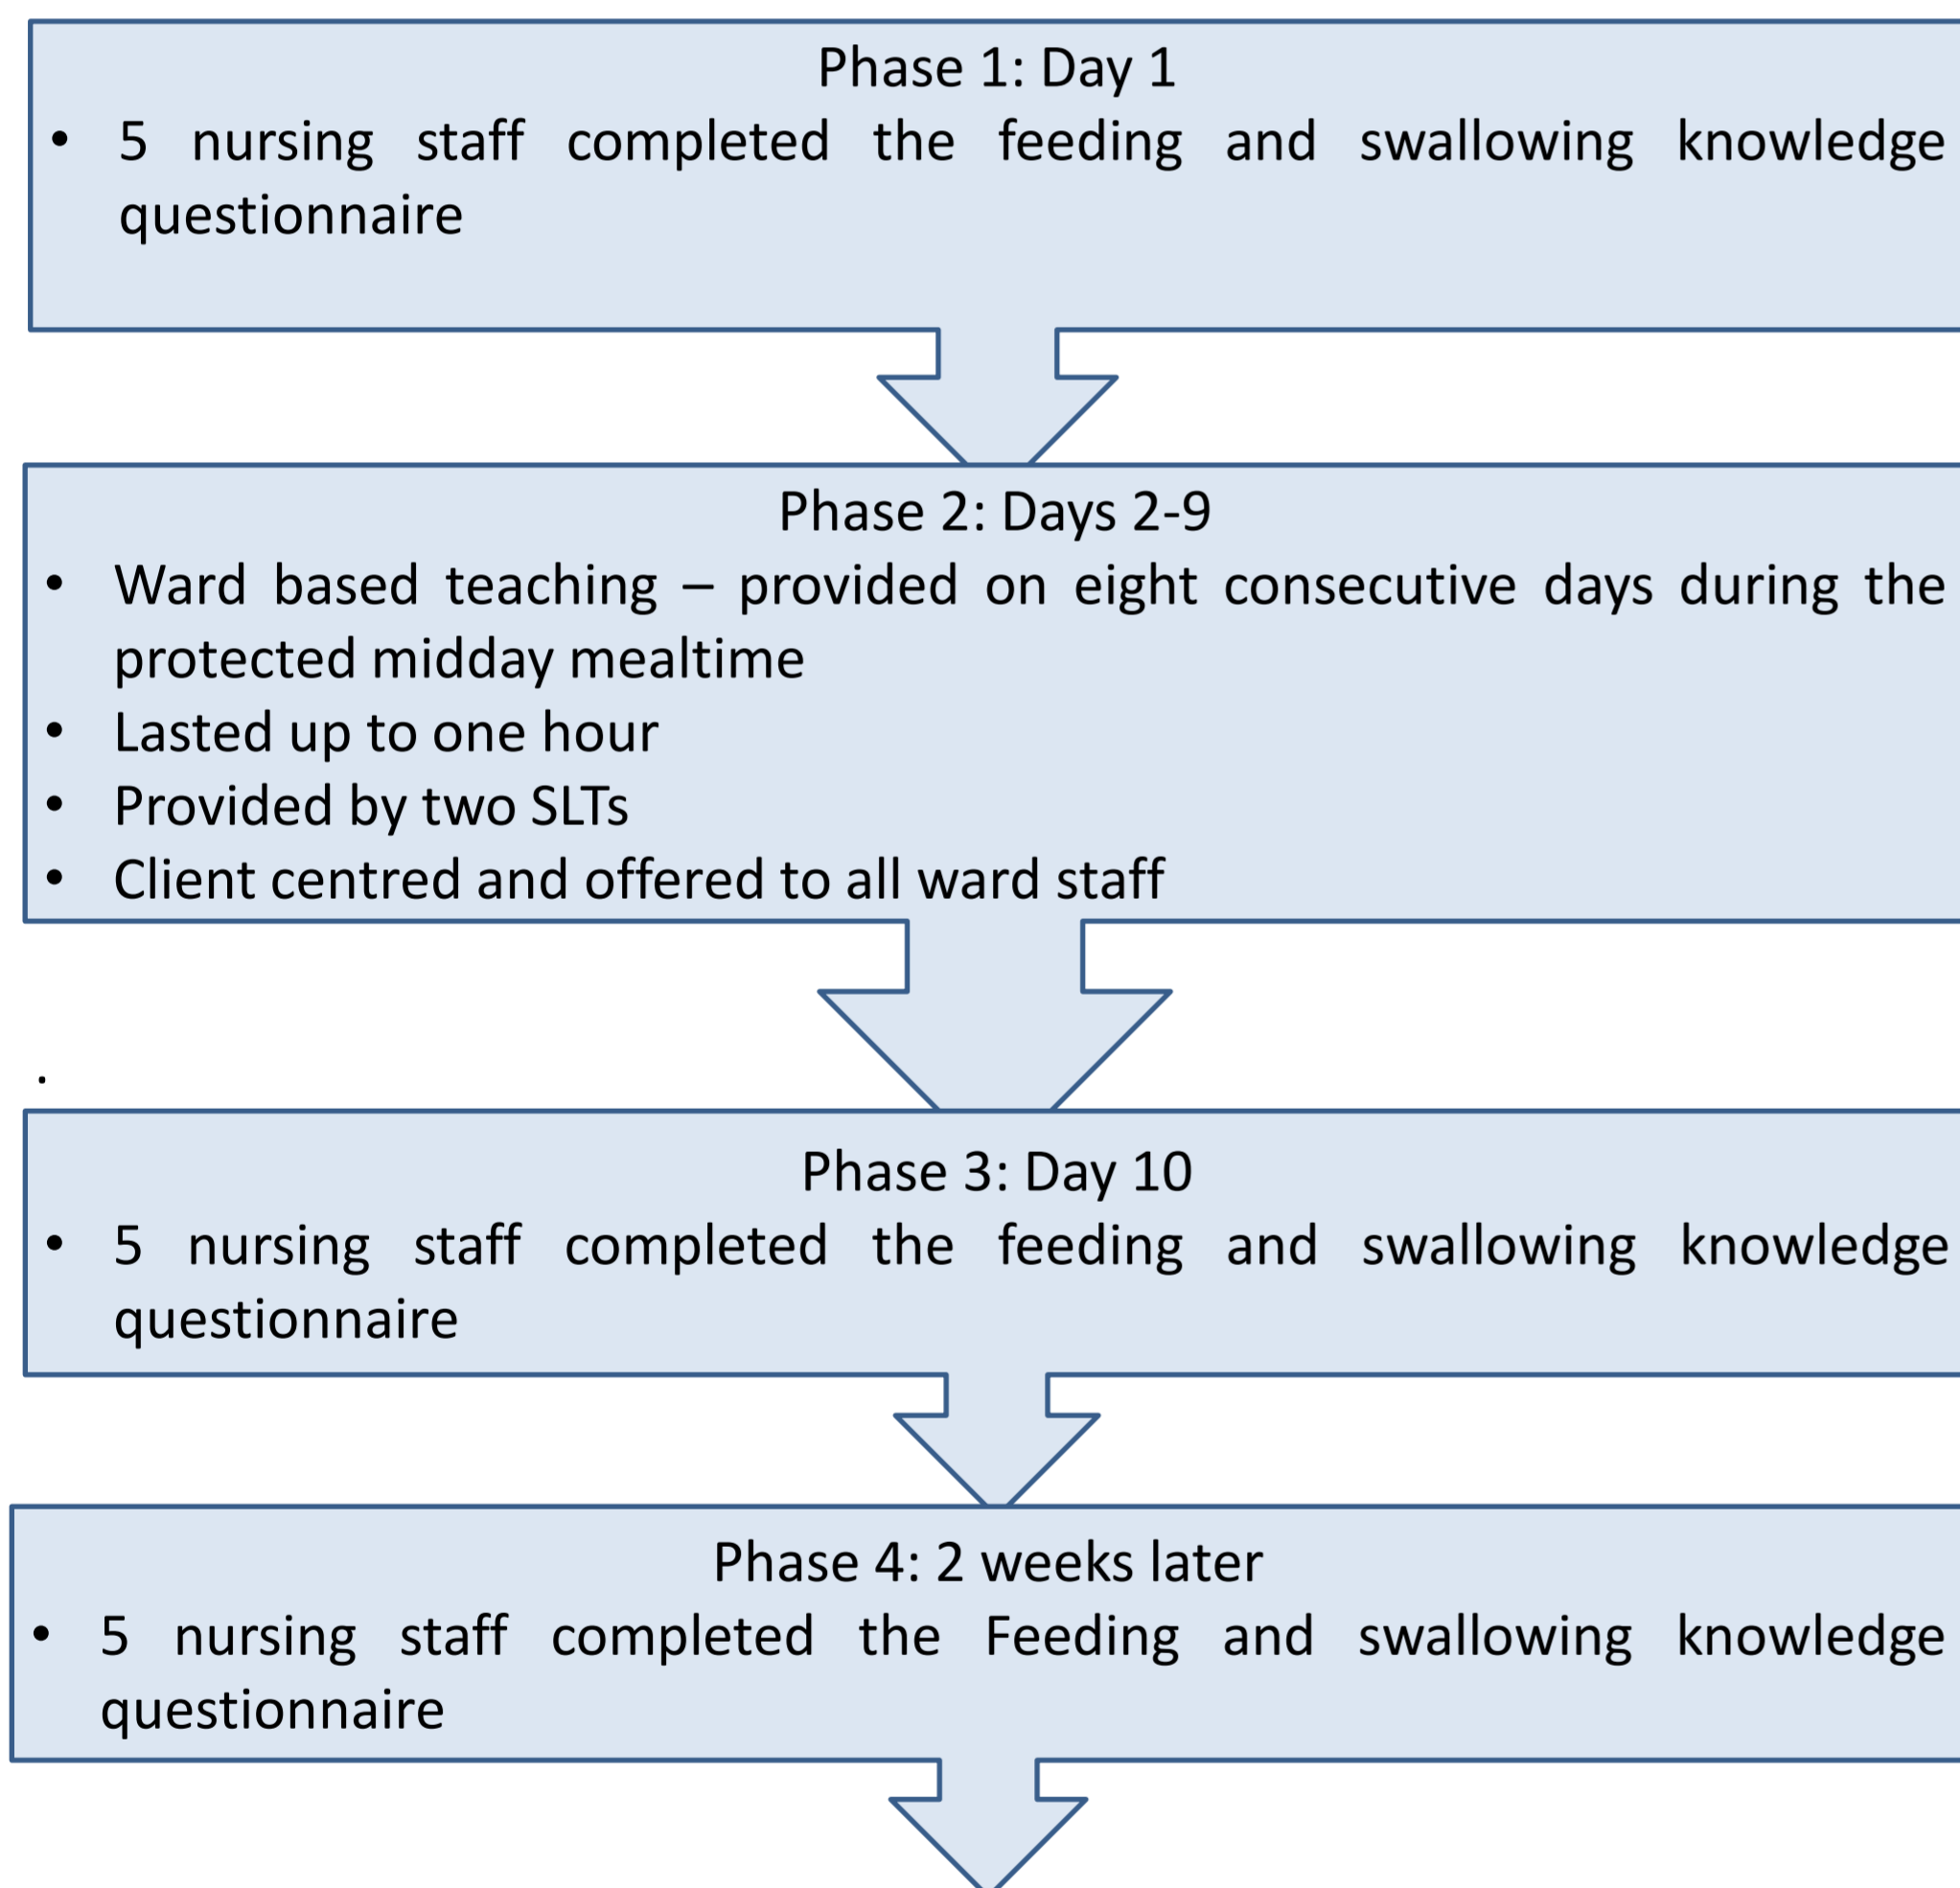 Phase 1: Day 1
• 5 nursing staff completed the feeding and swallowing knowledge
questionnaire
Phase 2: Days 2-9
• Ward based teaching – provided on eight consecutive days during the
protected midday mealtime
• Lasted up to one hour
• Provided by two SLTs
• Client centred and offered to all ward staff
.
Phase 3: Day 10
• 5 nursing staff completed the feeding and swallowing knowledge
questionnaire
Phase 4: 2 weeks later
• 5 nursing staff completed the Feeding and swallowing knowledge
questionnaire